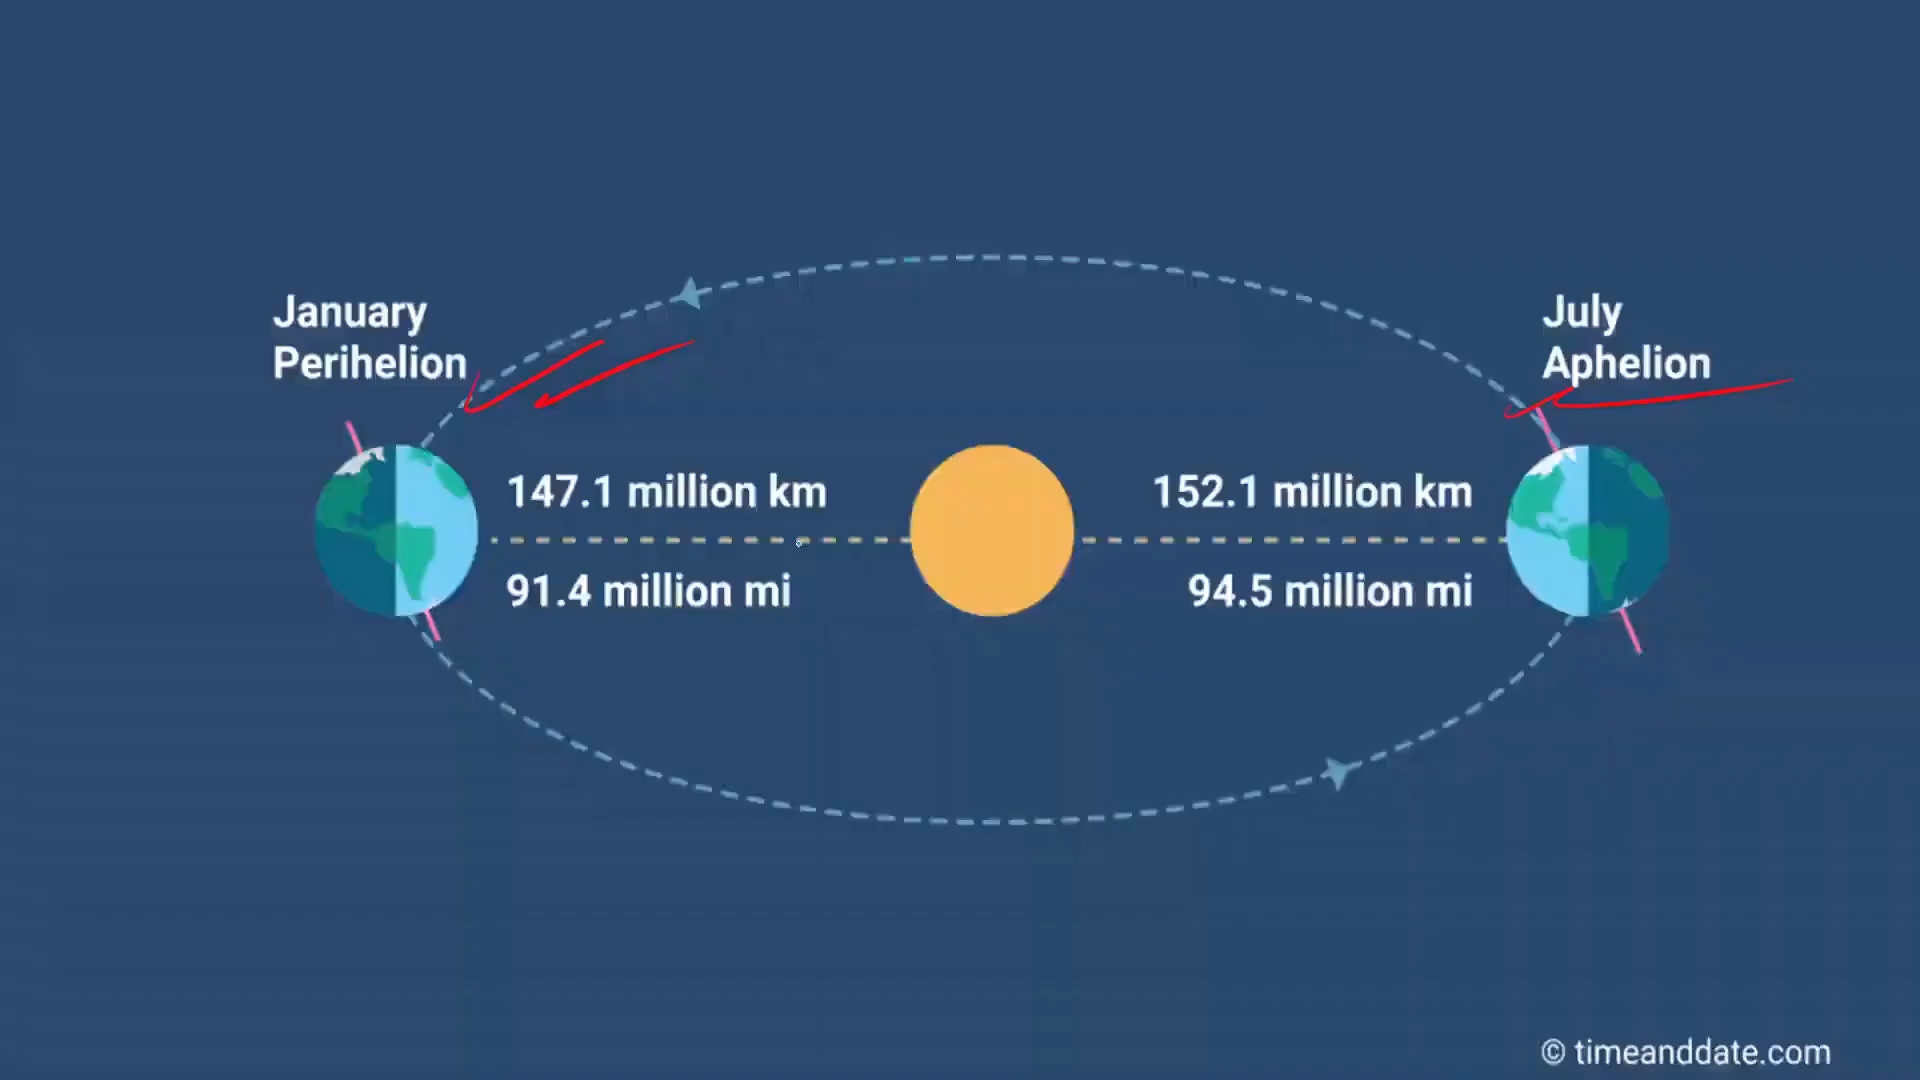 January
Perihelion
July
Aphelion
147.1 million km
152.1 million km
91.4 million mi
94.5 million mi
© timeanddate.com